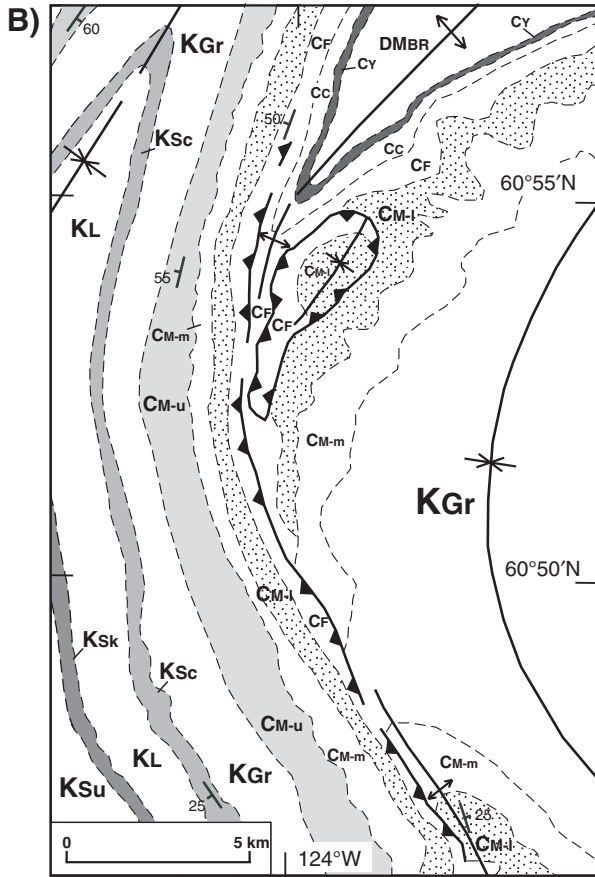 B)
60
KGr
CF
DMBR
CY
CY
CC
50
KSc
CC
CF
60°55′N
KL
CM-l
CM-l
55
CF
CF
CM-m
CM-u
CM-m
KGr
60°50′N
CM-l
CF
KSk
KSc
CM-u
KL
CM-m
CM-m
KSu
KGr
25
25
CM-l
0 5 km
124°W